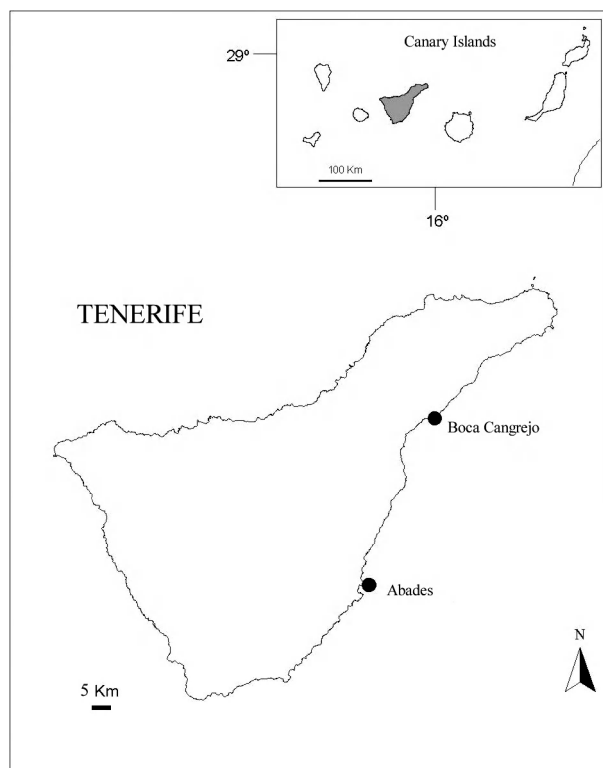 Canary Islands
29º
100 Km
16º
TENERIFE
Boca Cangrejo
Abades
N
5 Km